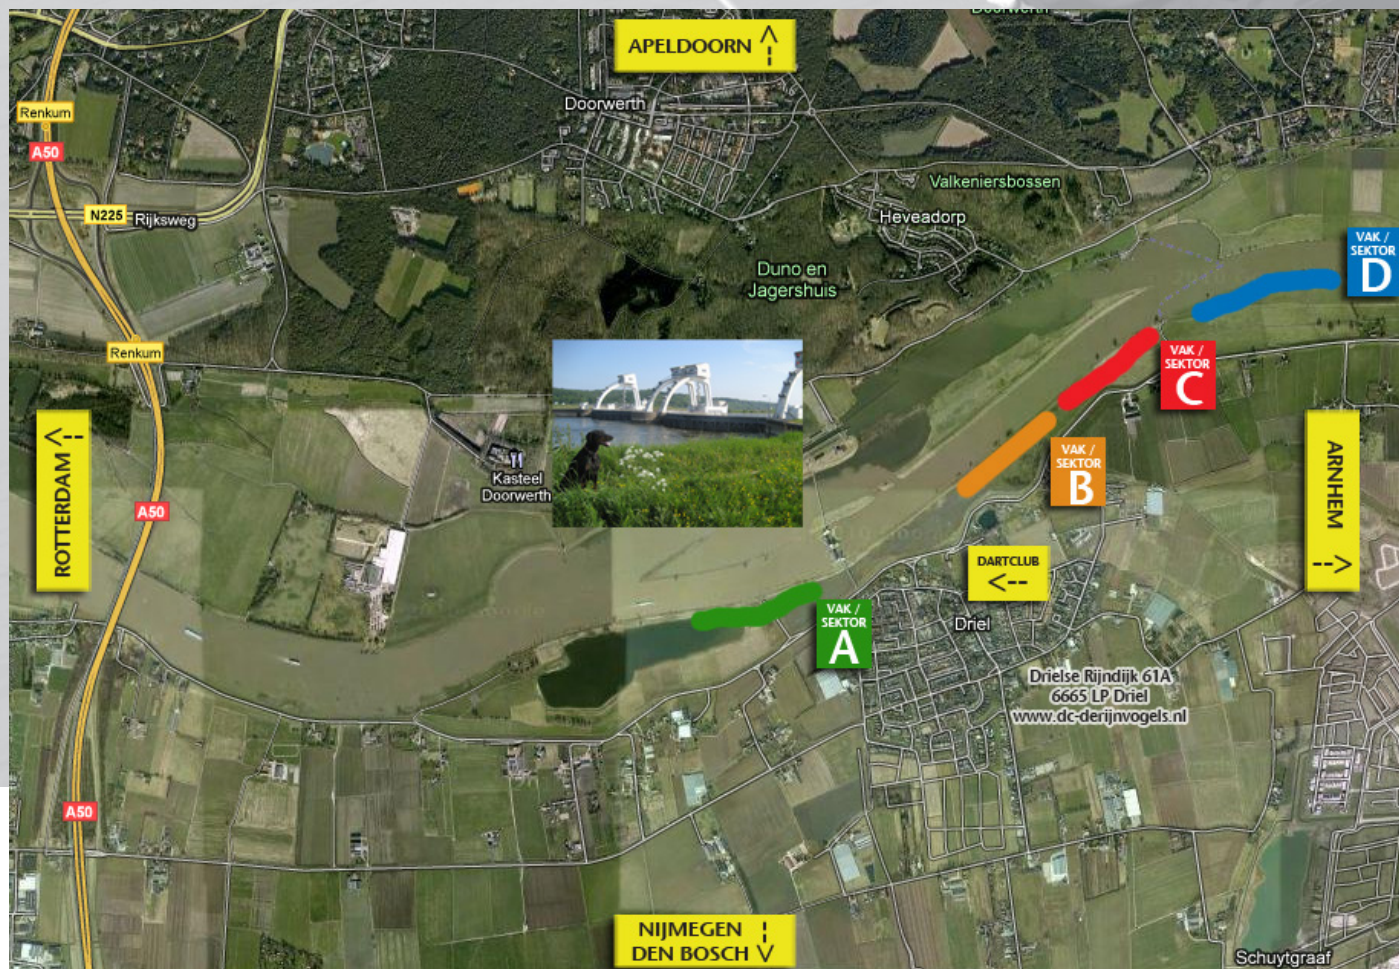 Doorwerth
APELDOORN
Renkum
Doorwerth
A50
Valkeniersbossen
N225 Rijksweg
Heveadorp
VAK /
SEKTOR
D
Duno en
Jagershuis
Renkum
VAK /
SEKTOR
C
ROTTERDAM <--
ARNHEM -->
VAK /
SEKTOR
B
Kasteel
Doorwerth
A50
DARTCLUB
<--
VAK /
SEKTOR
A
Driel
Drielse Rijndijk 61A
6665 LP Driel
www.dc-derijnvogels.nl
A50
NIJMEGEN
DEN BOSCH
Schuytgraaf